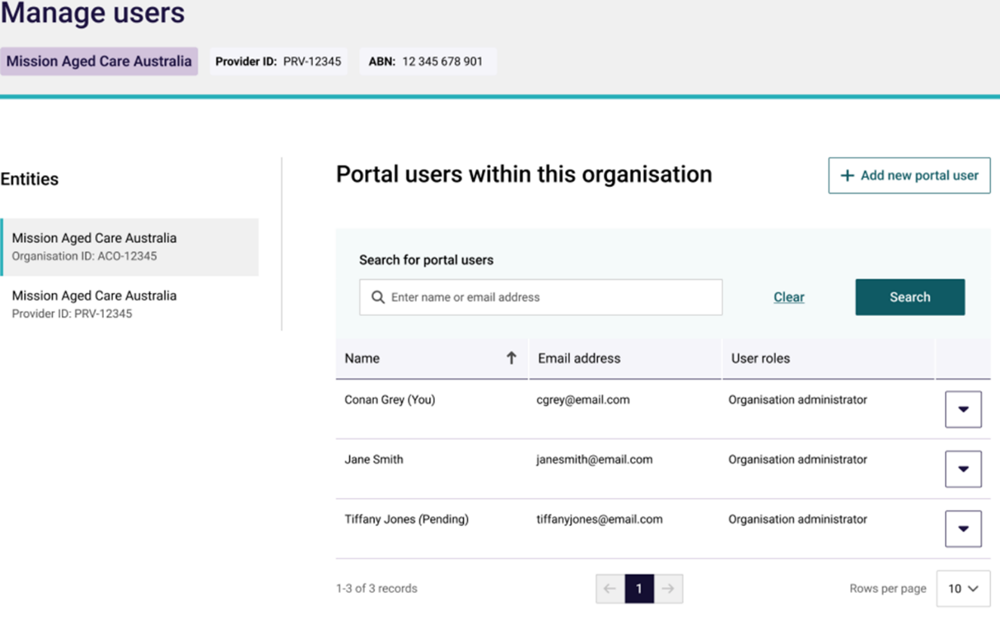 Manage users
Mission Aged Care Australia Provider ID: PRV-12345 ABN: 12 345 678 901
Entities
Mission Aged Care Australia
Organisation ID: ACO-12345
Mission Aged Care Australia
Provider ID: PRV-12345
Portal users within this organisation
+ Add new portal user
Search for portal users
Enter name or email address Clear Search
Name Email address User roles
Conan Grey (You) cgrey@email.com Organisation administrator
Jane Smith janesmith@email.com Organisation administrator
Tiffany Jones (Pending) tiffanyjones@email.com Organisation administrator
1-3 of 3 records 1 Rows per page 10